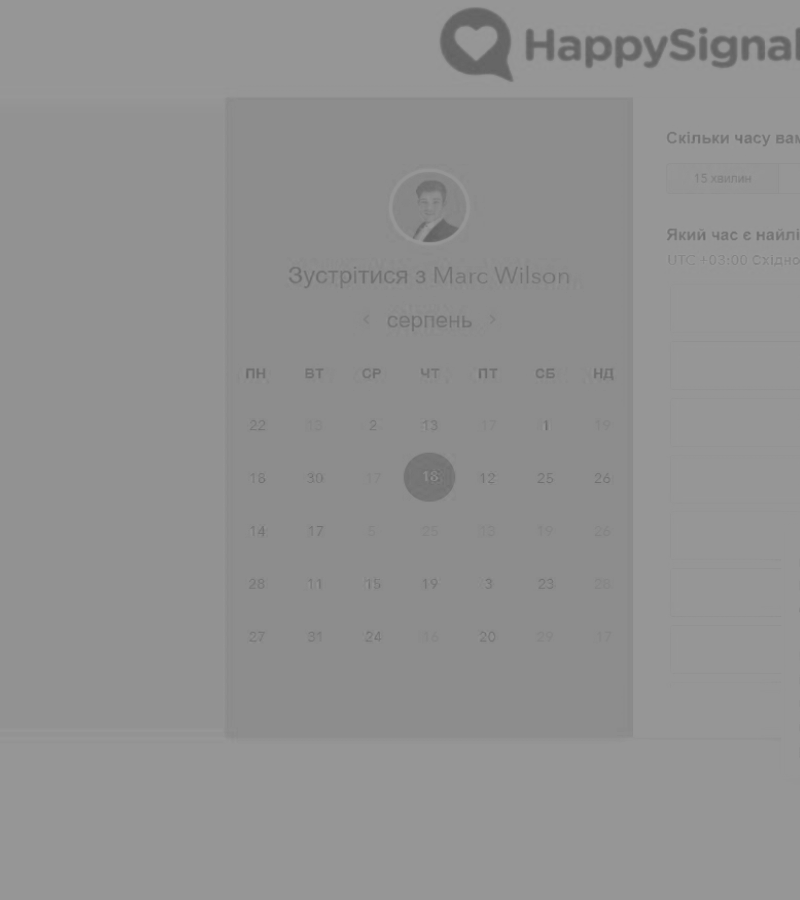 HappySignal
Зустрітися з Marc Wilson
серпень
ПН ВТ СР ЧТ ПТ СБ НД
22 13 2 13 17 1 19
18 30 17 18 12 25 26
14 17 5 25 13 19 26
28 11 15 19 3 23 28
27 31 24 16 20 29 17
Скільки часу вам
15 хвилин
Який час є найлі
UTC +03:00 Східно